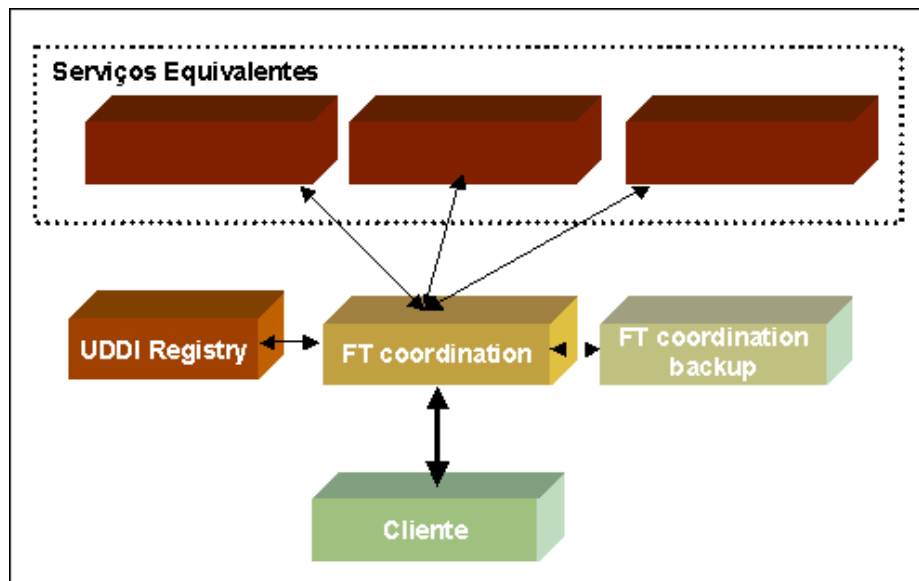 Serviços Equivalentes
UDDI Registry
FT coordination
FT coordination
backup
Cliente